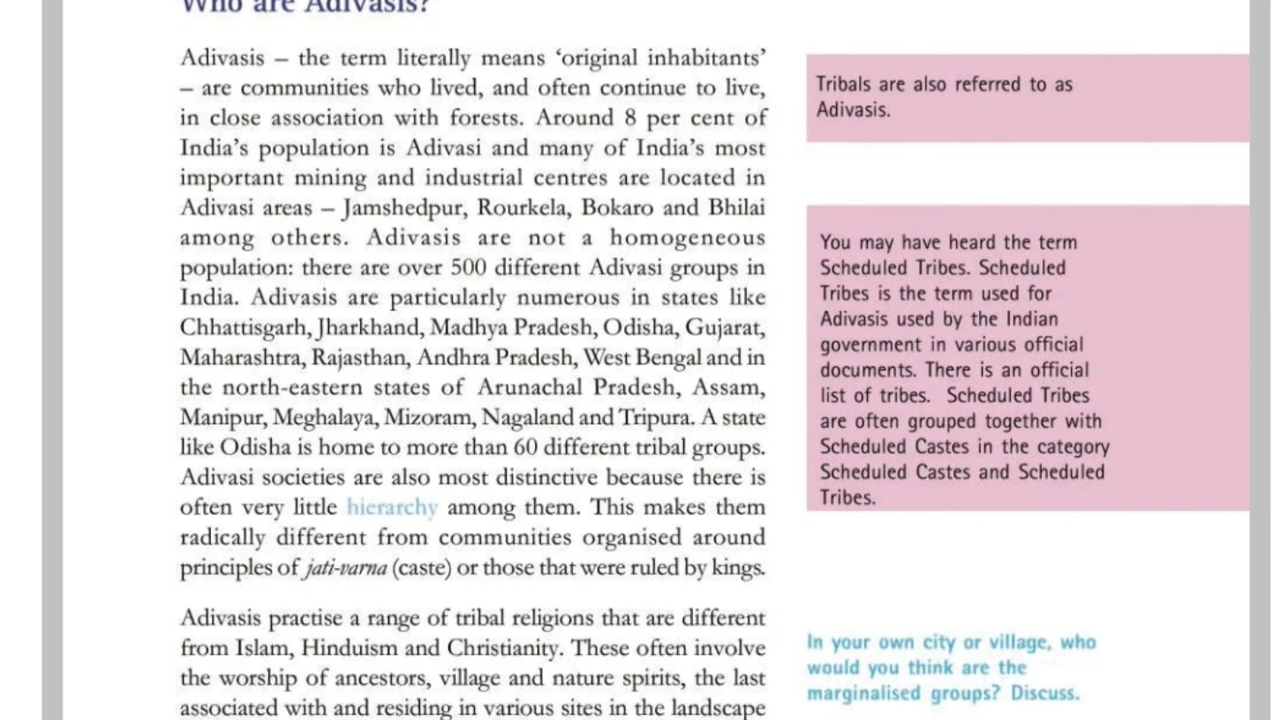 Who are Adivasis?
Adivasis – the term literally means ‘original inhabitants’
– are communities who lived, and often continue to live,
in close association with forests. Around 8 per cent of
India’s population is Adivasi and many of India’s most
important mining and industrial centres are located in
Adivasi areas – Jamshedpur, Rourkela, Bokaro and Bhilai
among others. Adivasis are not a homogeneous
population: there are over 500 different Adivasi groups in
India. Adivasis are particularly numerous in states like
Chhattisgarh, Jharkhand, Madhya Pradesh, Odisha, Gujarat,
Maharashtra, Rajasthan, Andhra Pradesh, West Bengal and in
the north-eastern states of Arunachal Pradesh, Assam,
Manipur, Meghalaya, Mizoram, Nagaland and Tripura. A state
like Odisha is home to more than 60 different tribal groups.
Adivasi societies are also most distinctive because there is
often very little hierarchy among them. This makes them
radically different from communities organised around
principles of jati-varna (caste) or those that were ruled by kings.
Adivasis practise a range of tribal religions that are different
from Islam, Hinduism and Christianity. These often involve
the worship of ancestors, village and nature spirits, the last
associated with and residing in various sites in the landscape
Tribals are also referred to as
Adivasis.
You may have heard the term
Scheduled Tribes. Scheduled
Tribes is the term used for
Adivasis used by the Indian
government in various official
documents. There is an official
list of tribes. Scheduled Tribes
are often grouped together with
Scheduled Castes in the category
Scheduled Castes and Scheduled
Tribes.
In your own city or village, who
would you think are the
marginalised groups? Discuss.